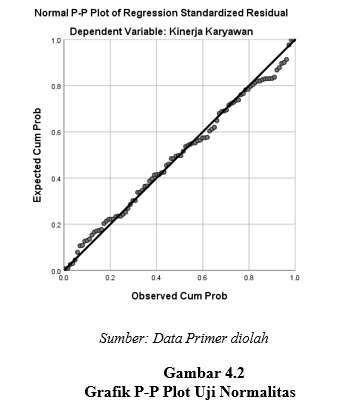 Normal P-P Plot of Regression Standardized Residual
Dependent Variable: Kinerja Karyawan
1.0
0.8
0.6
0.4
0.2
0.0
Expected Cum Prob
0.0 0.2 0.4 0.6 0.8 1.0
Observed Cum Prob
Sumber: Data Primer diolah
Gambar 4.2
Grafik P-P Plot Uji Normalitas